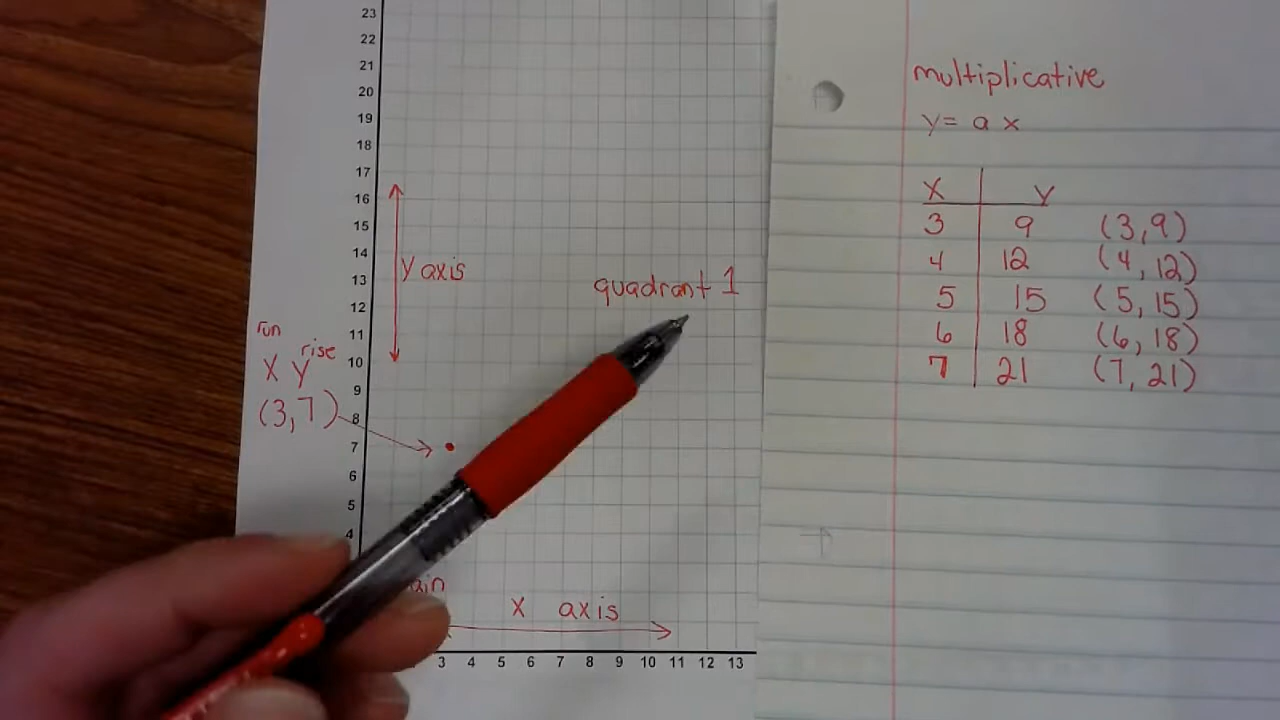 23
22
21
20
19
18
17
16
15
14
13
12
11
10
9
8
7
6
5
4
y axis
quadrant 1
run
rise
X Y
(3,7)
X axis
3 4 5 6 7 8 9 10 11 12 13
multiplicative
y= a x
X Y
3 9 (3,9)
4 12 (4,12)
5 15 (5,15)
6 18 (6,18)
7 21 (7,21)